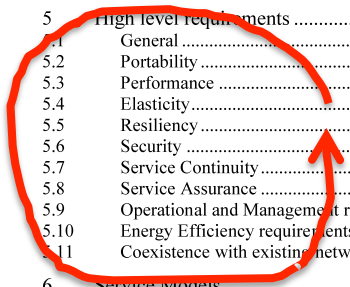 5 High level requirements ............
5.1 General ....................................
5.2 Portability ................................
5.3 Performance ............................
5.4 Elasticity..................................
5.5 Resiliency ................................
5.6 Security ...................................
5.7 Service Continuity....................
5.8 Service Assurance ....................
5.9 Operational and Management r
5.10 Energy Efficiency requirements
5.11 Coexistence with existing netw
6 Service Models